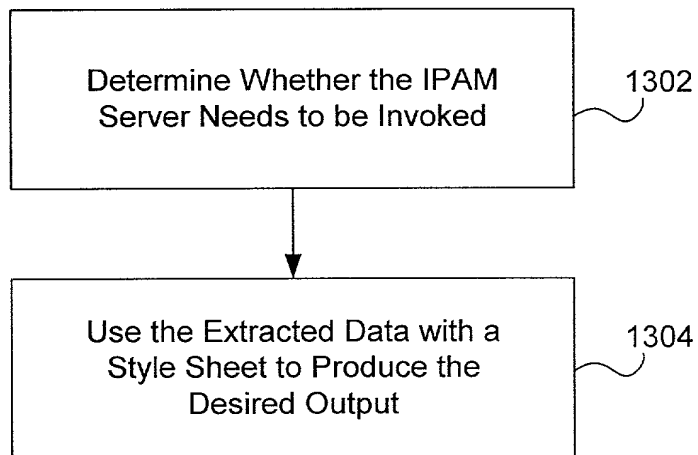 Determine Whether the IPAM
Server Needs to be Invoked
1302
Use the Extracted Data with a
Style Sheet to Produce the
Desired Output
1304